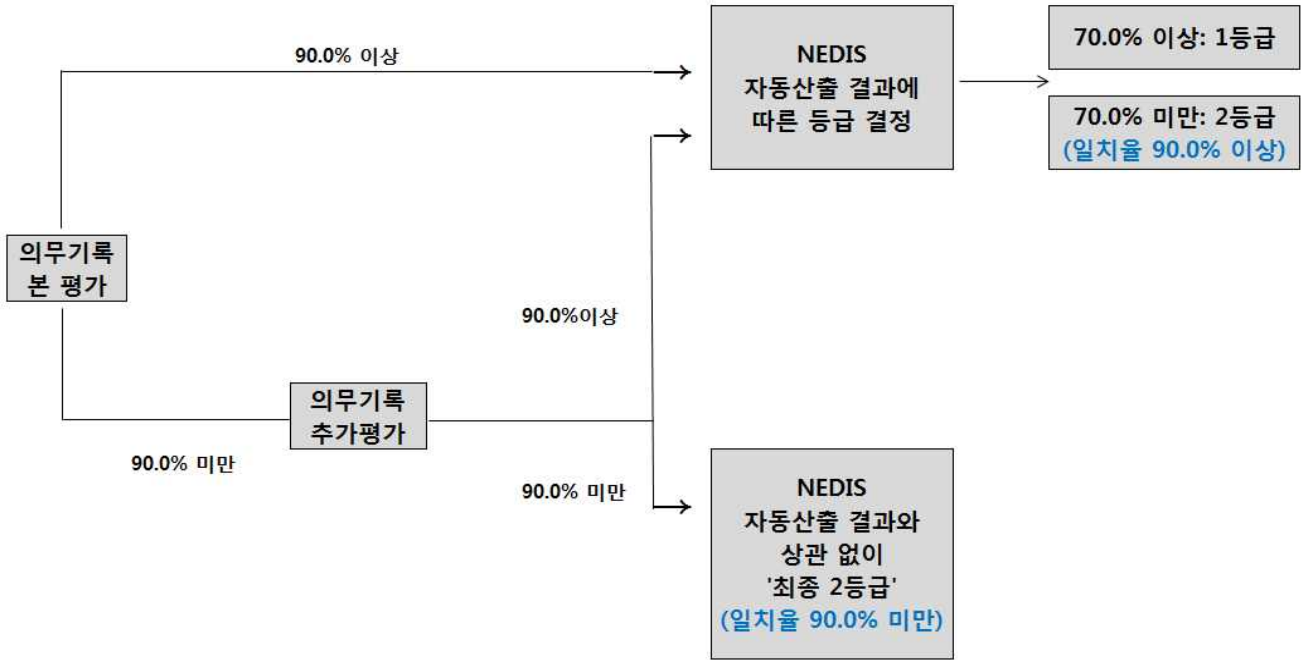 90.0% 이상
NEDIS
자동산출 결과에
따른 등급 결정
70.0% 이상: 1등급
70.0% 미만: 2등급
(일치율 90.0% 이상)
의무기록
본 평가
90.0%이상
의무기록
추가평가
90.0% 미만
90.0% 미만
NEDIS
자동산출 결과와
상관 없이
'최종 2등급'
(일치율 90.0% 미만)